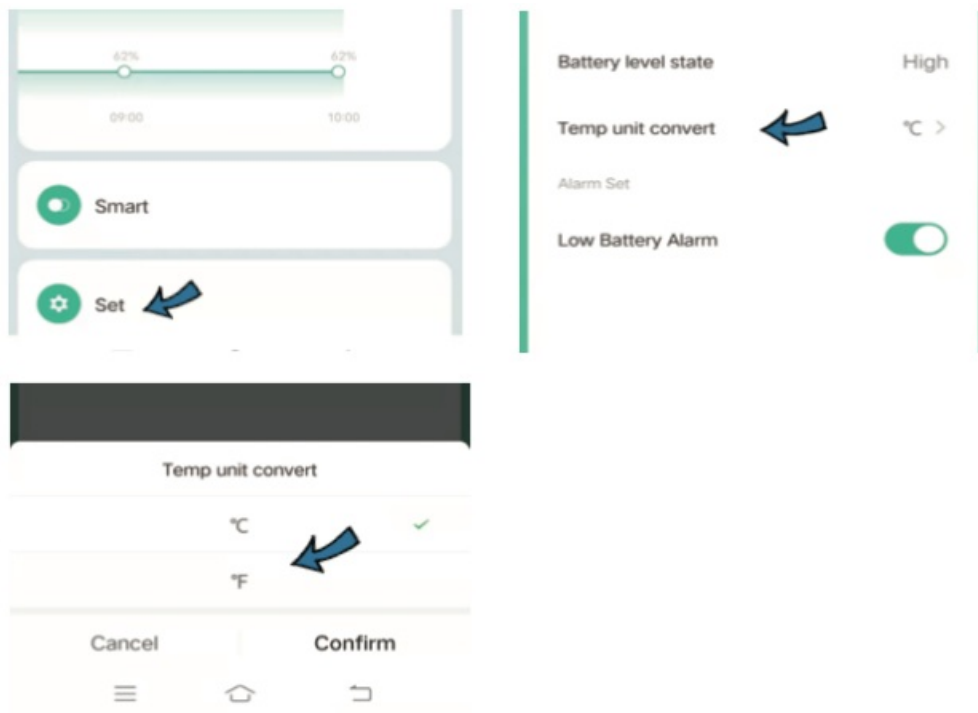 62%
62%
09:00
10:00
Smart
Set
Battery level state
High
Temp unit convert
℃ >
Alarm Set
Low Battery Alarm
Temp unit convert
℃
℉
Cancel
Confirm